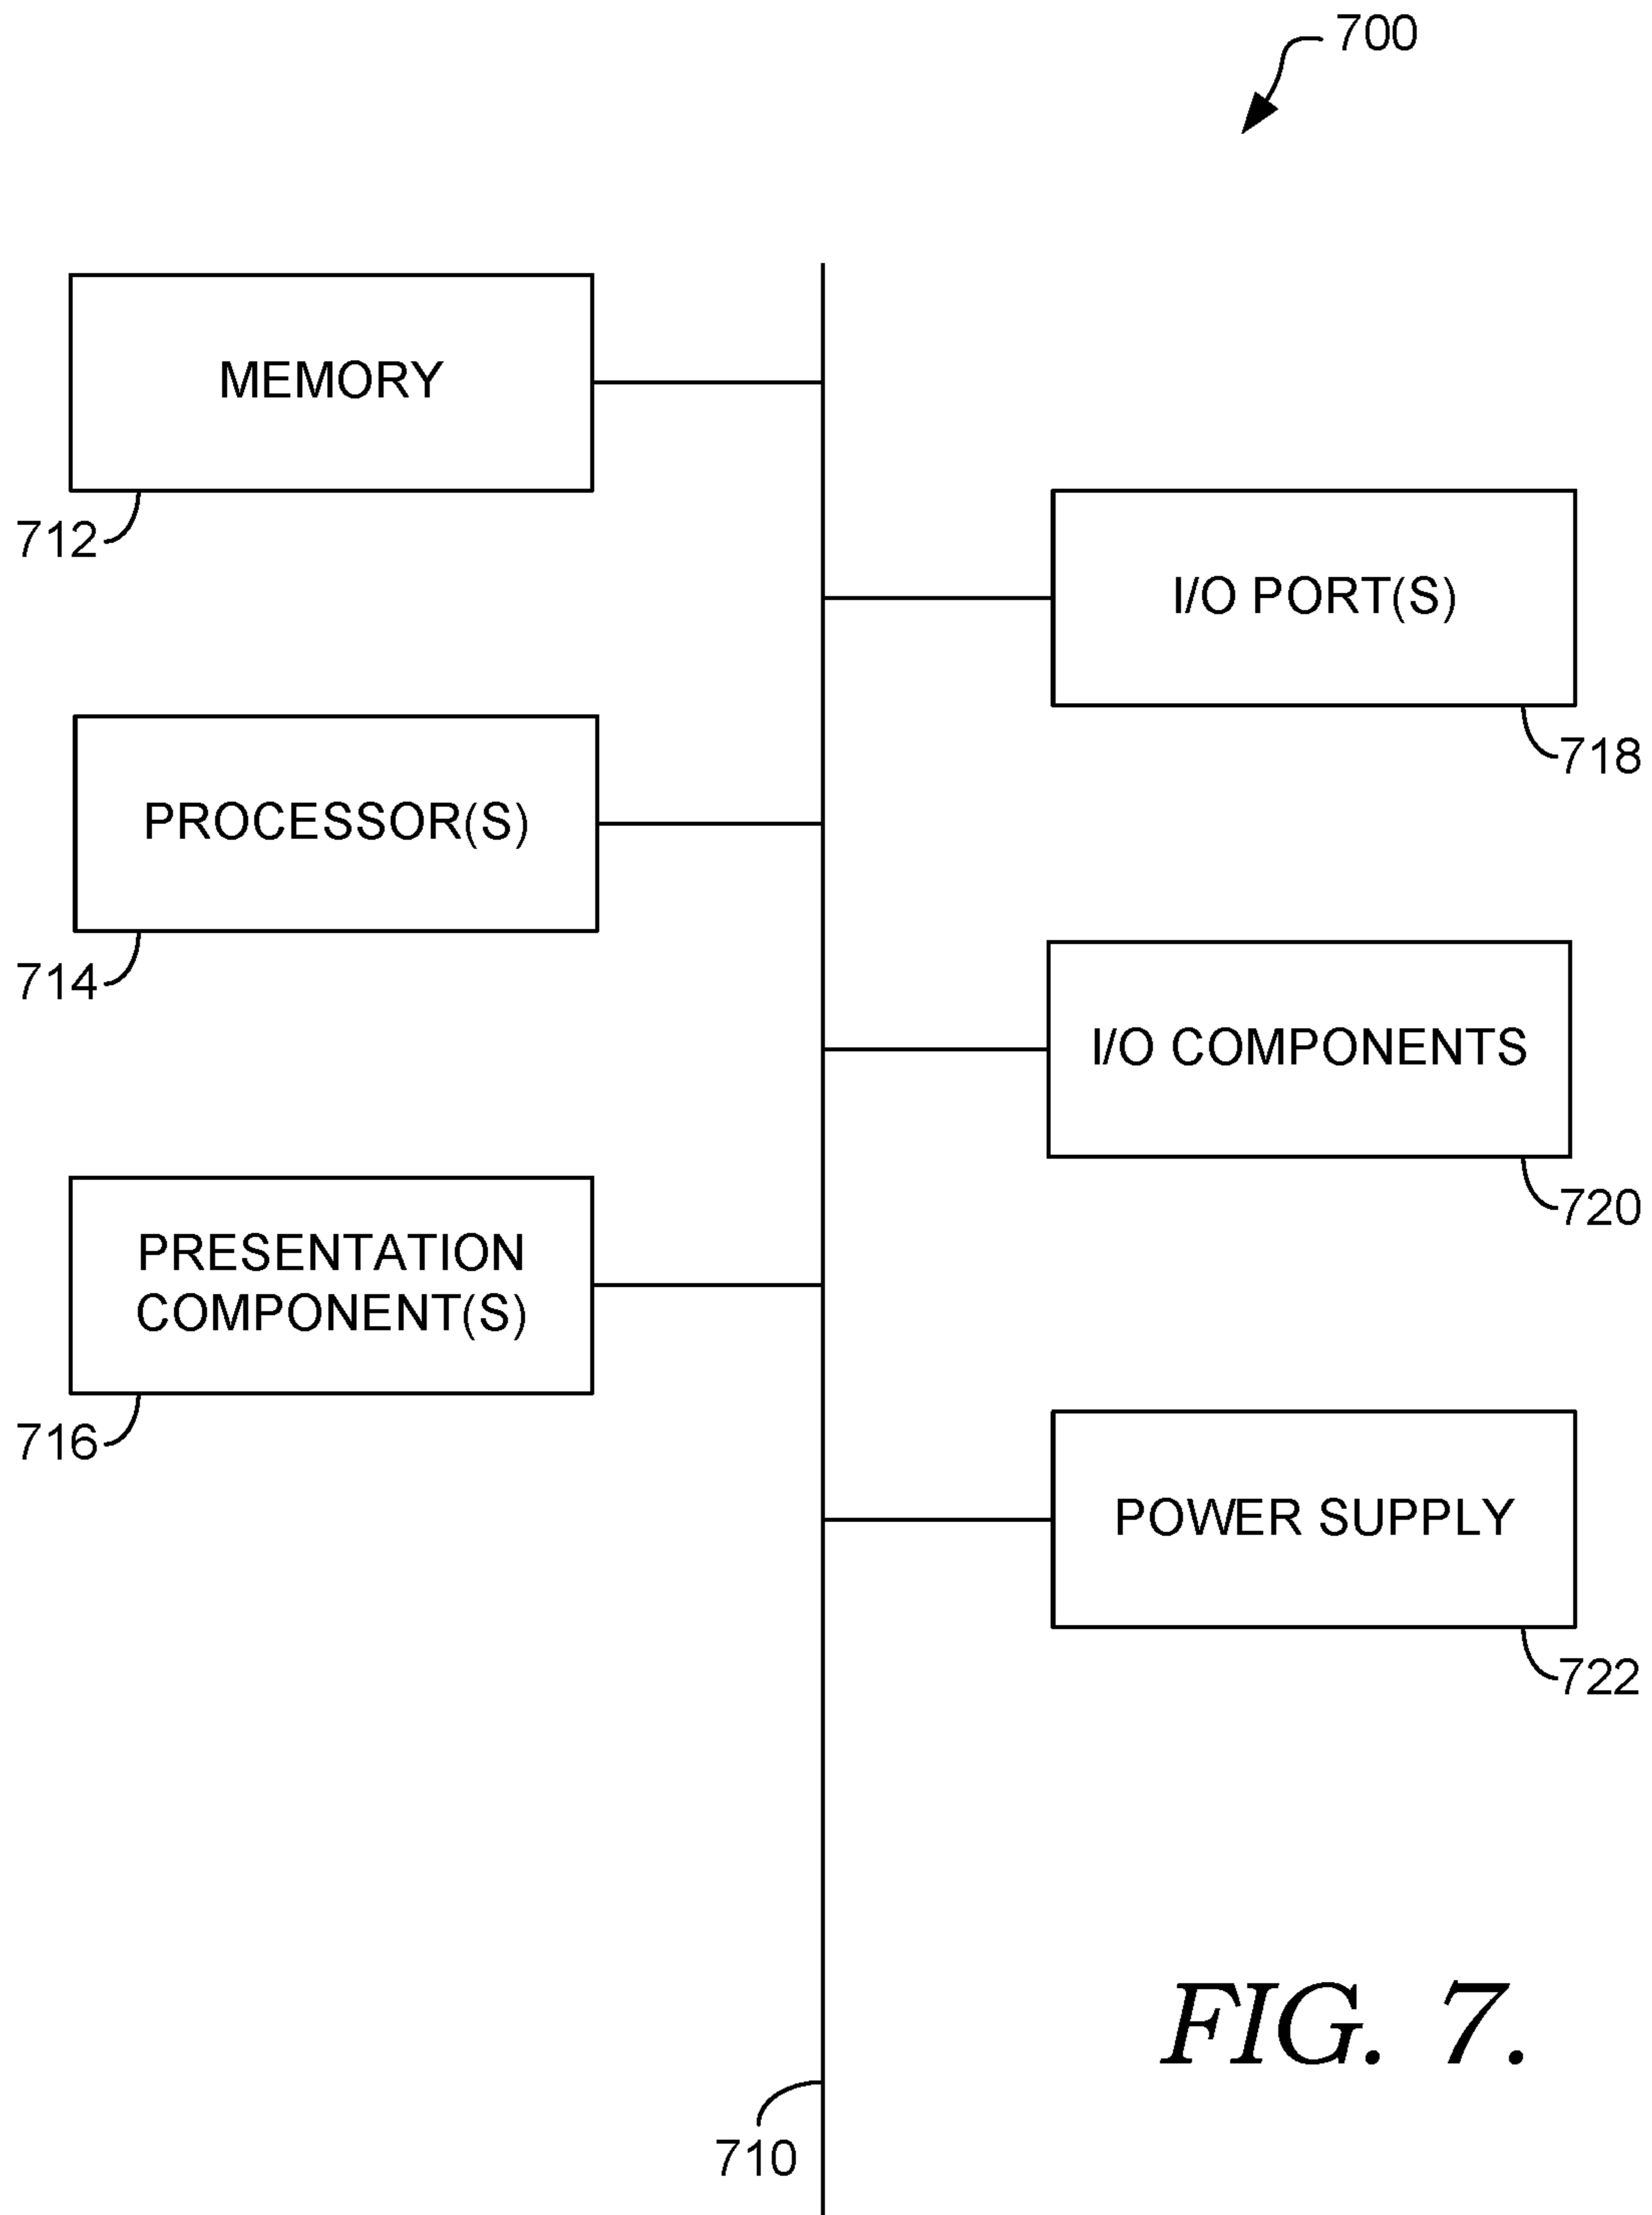 700
MEMORY
712
I/O PORT(S)
718
PROCESSOR(S)
714
I/O COMPONENTS
720
PRESENTATION
COMPONENT(S)
716
POWER SUPPLY
722
FIG. 7.
710